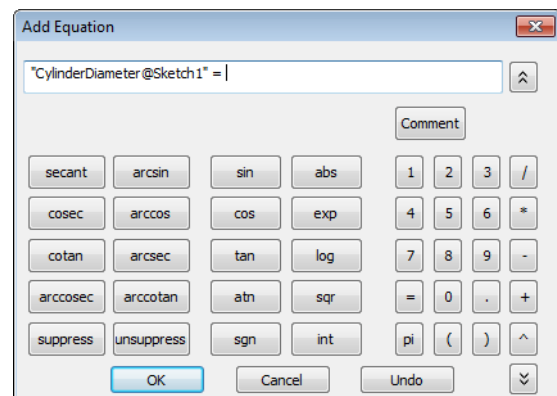 Add Equation
"CylinderDiameter@Sketch1" =
Comment
secant arcsin sin abs 1 2 3 /
cosec arccos cos exp 4 5 6 *
cotan arcsec tan log 7 8 9 -
arccosec arccotan atn sqr = 0 . +
suppress unsuppress sgn int pi ( ) ^
OK Cancel Undo